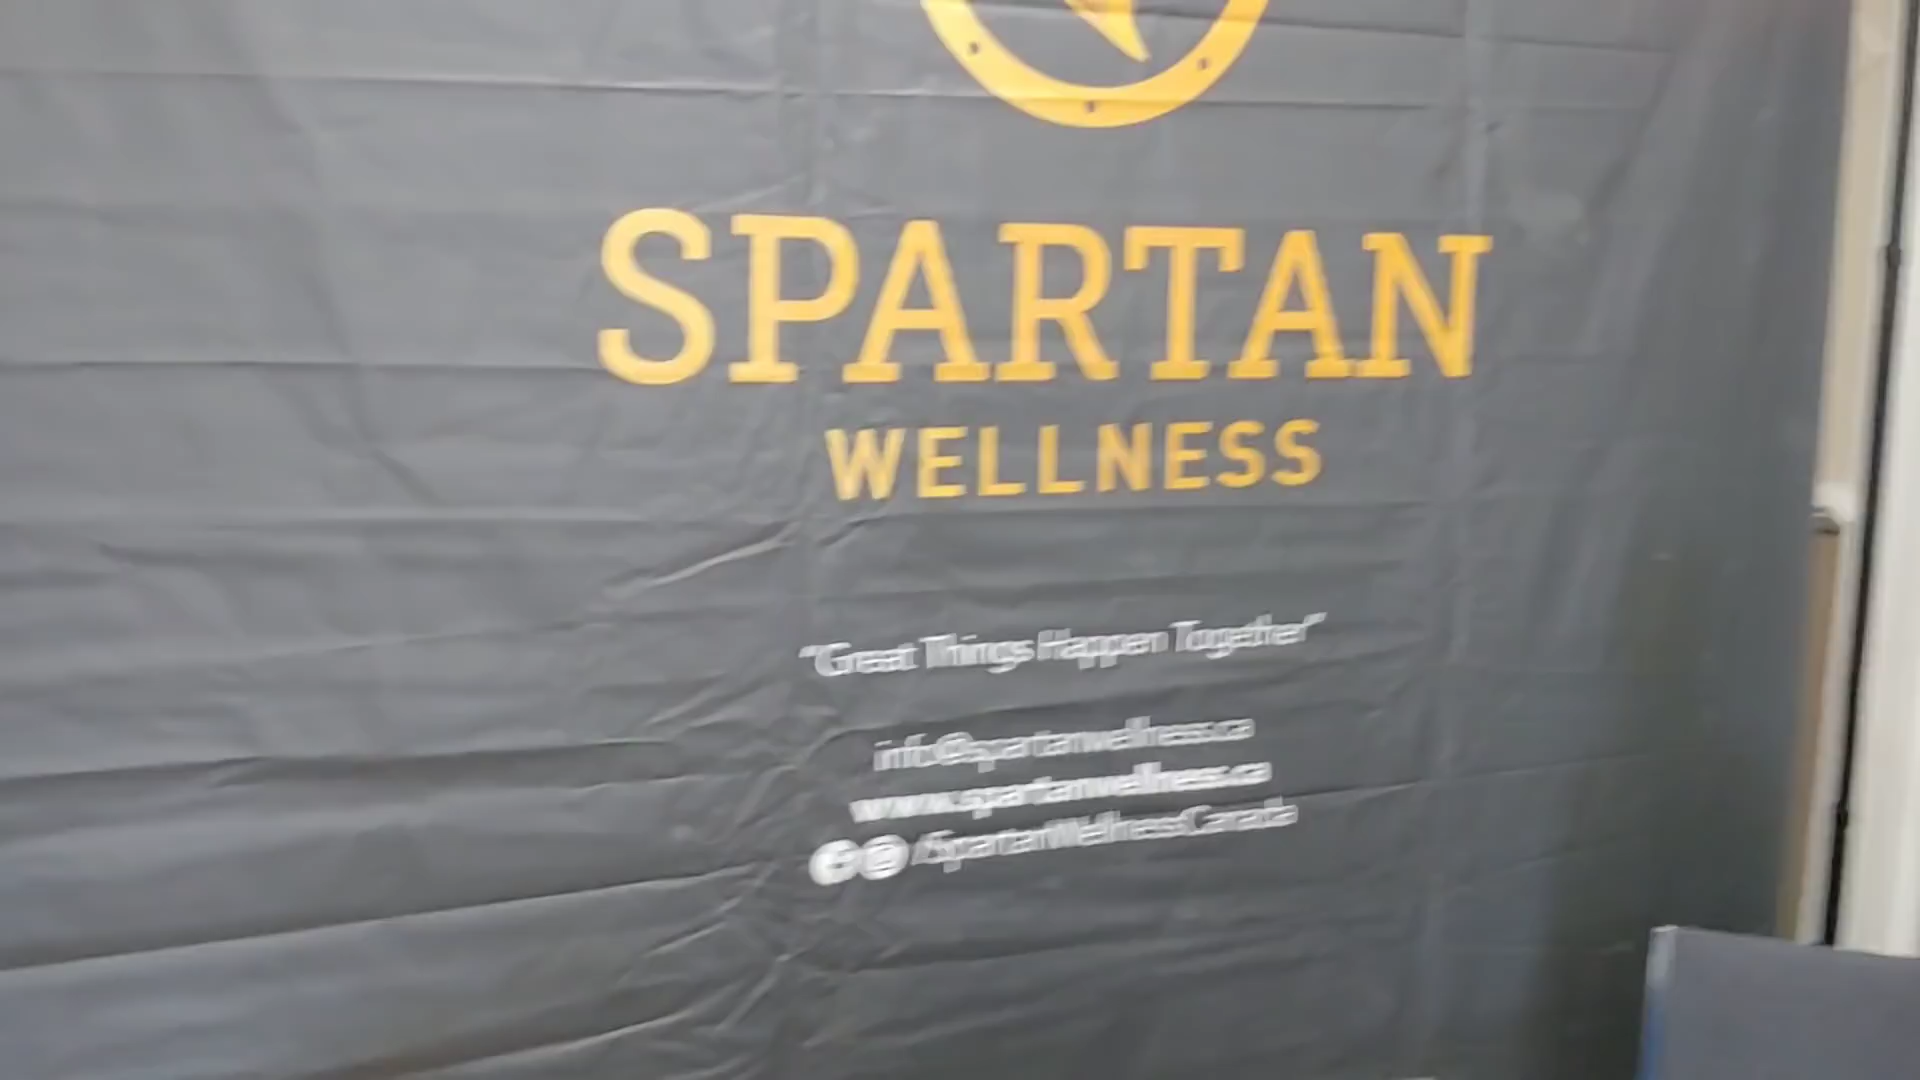 SPARTAN
WELLNESS
"Great Things Happen Together"
info@spartanwellness.ca
www.spartanwellness.ca
/SpartanWellnessCanada